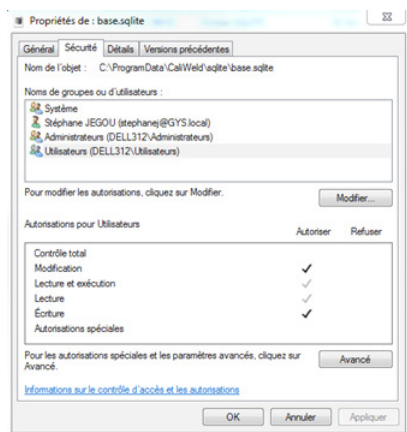 Propriétés de : base.sqlite
Général Sécurité Détails Versions précédentes
Nom de l'objet : C:\ProgramData\CaliWeld\sqlite\base.sqlite
Noms de groupes ou d'utilisateurs :
Système
Stéphane JEGOU (stephanej@GYS.local)
Administrateurs (DELL312\Administrateurs)
Utilisateurs (DELL312\Utilisateurs)
Pour modifier les autorisations, cliquez sur Modifier.
Modifier...
Autorisations pour Utilisateurs
Autoriser Refuser
Contrôle total
Modification
Lecture et exécution
Lecture
Écriture
Autorisations spéciales
Pour les autorisations spéciales et les paramètres avancés, cliquez sur
Avancé.
Avancé
Informations sur le contrôle d'accès et les autorisations
OK Annuler Appliquer